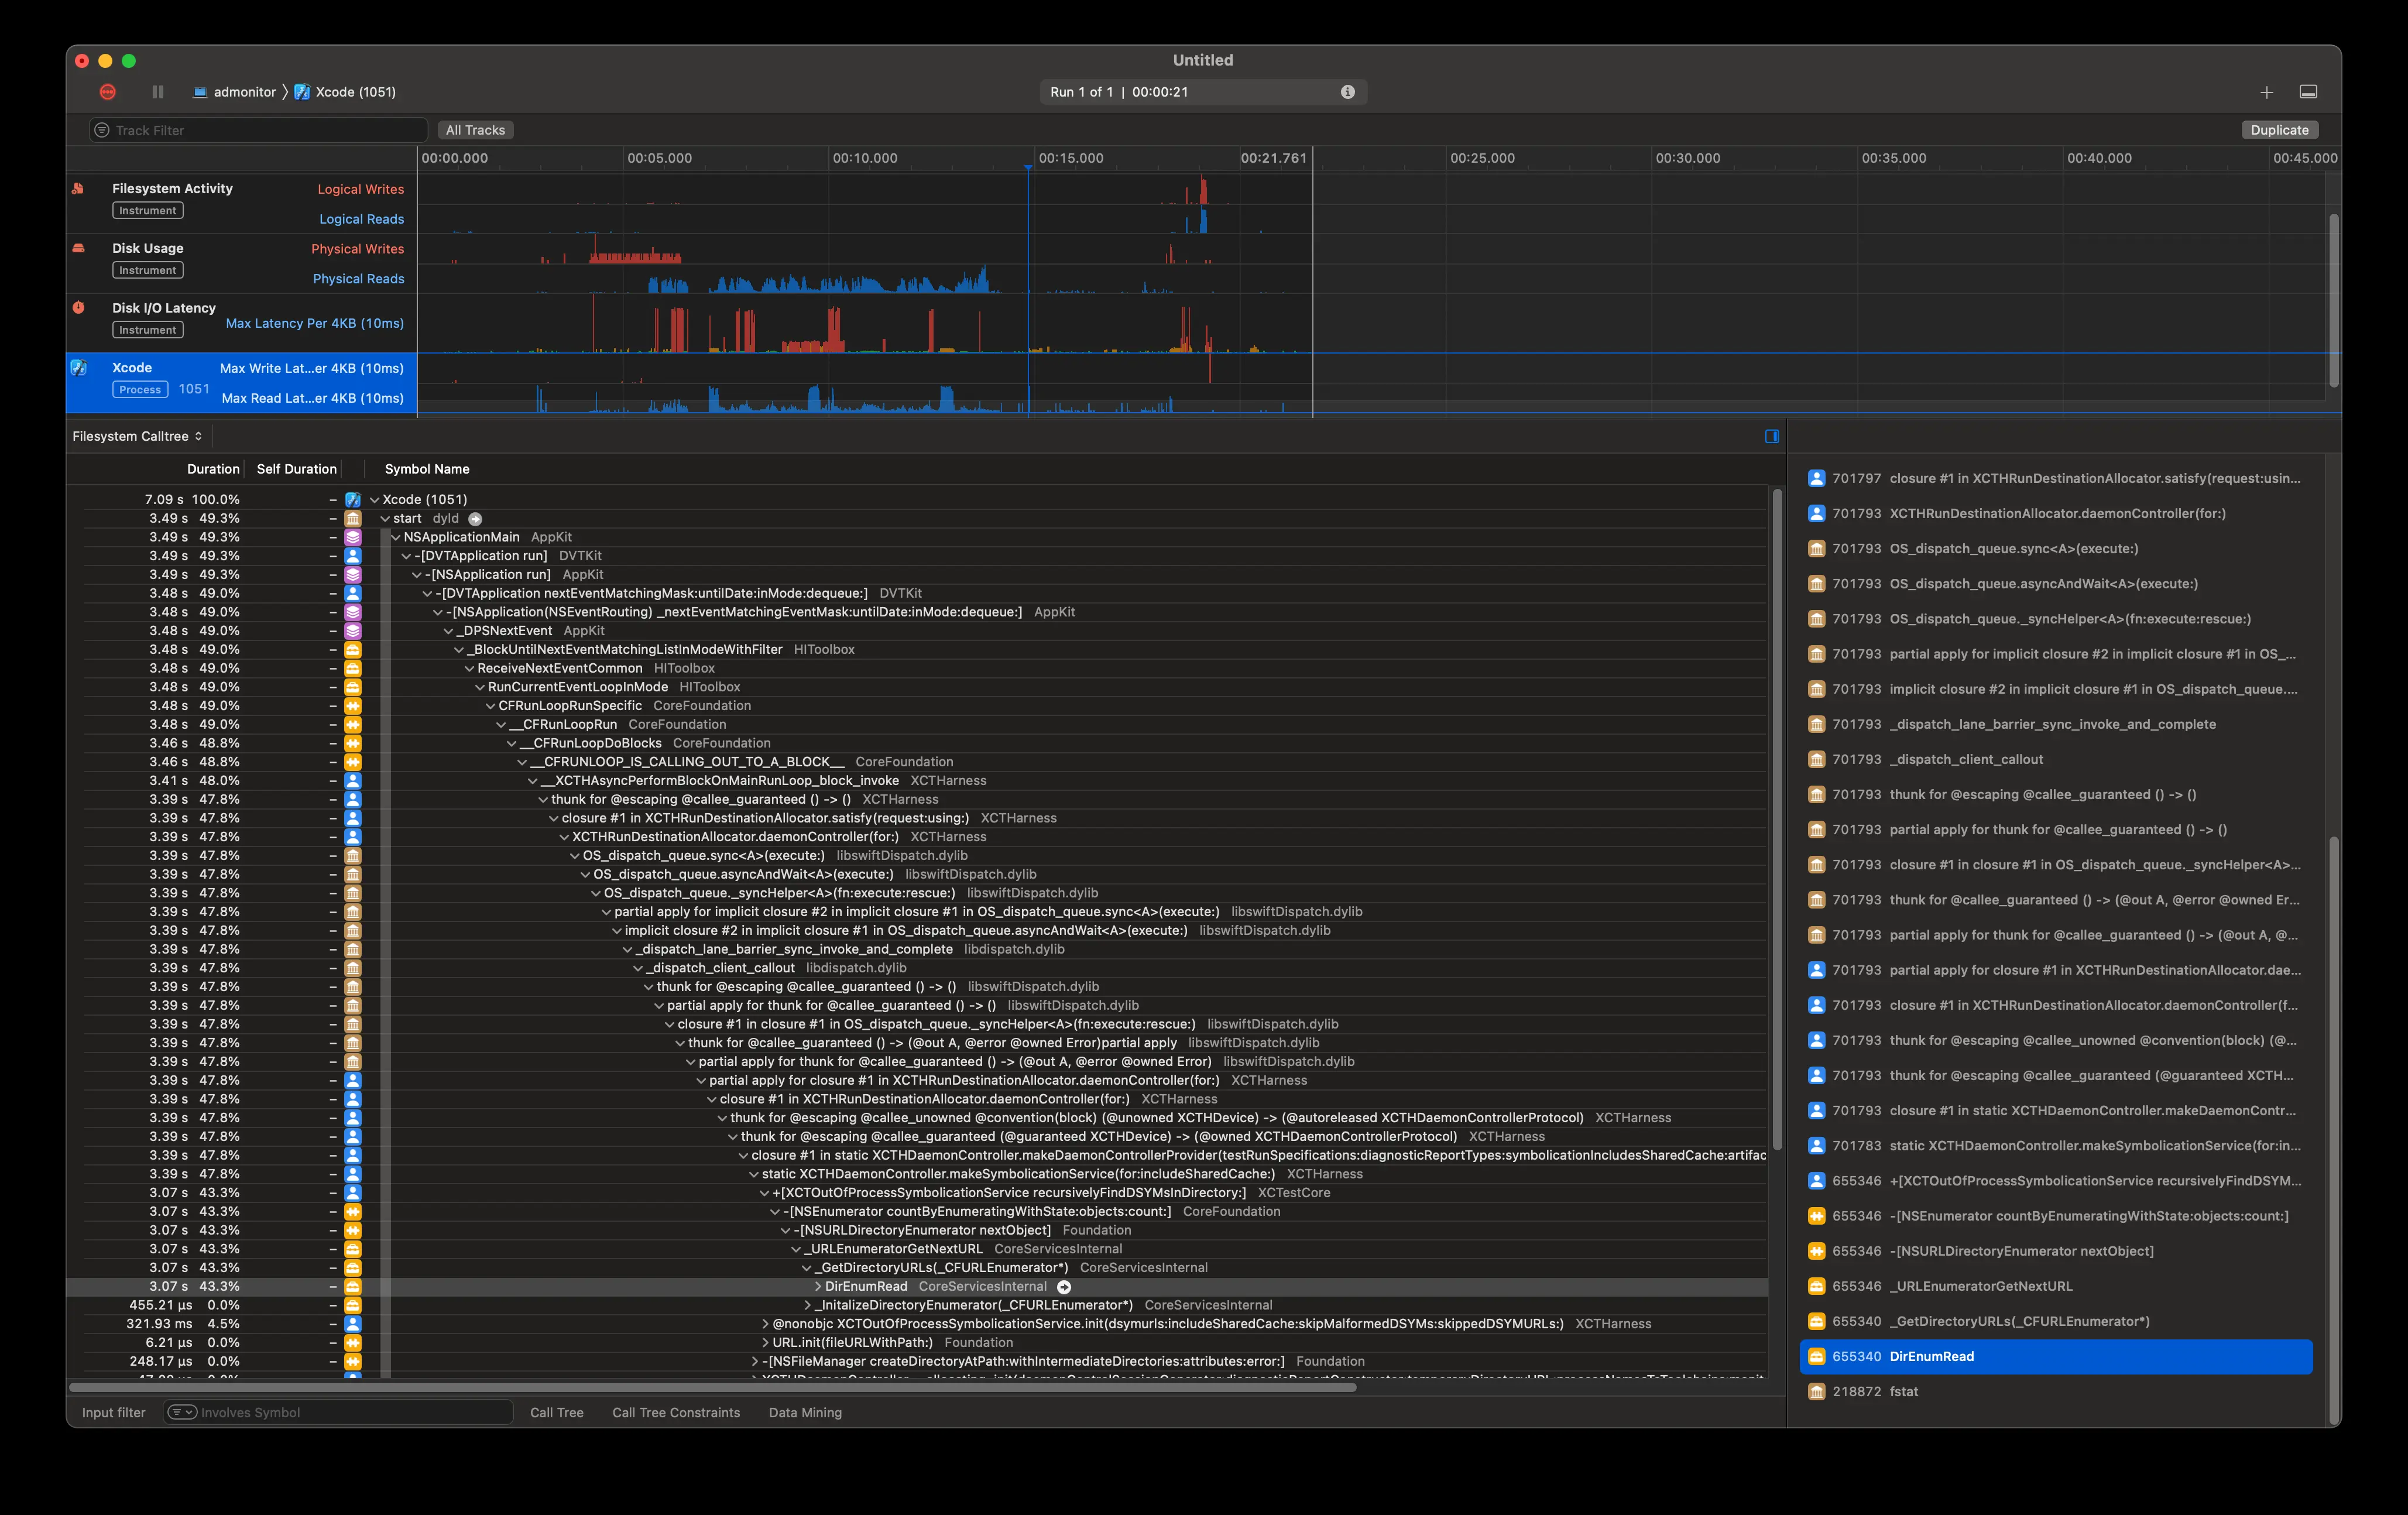 Untitled
admonitor 〉 Xcode (1051)
Run 1 of 1 | 00:00:21
Track Filter All Tracks Duplicate
00:00.000 00:05.000 00:10.000 00:15.000 00:21.761 00:25.000 00:30.000 00:35.000 00:40.000 00:45.000
Filesystem Activity Logical Writes
Instrument
Logical Reads
Disk Usage Physical Writes
Instrument
Physical Reads
Disk I/O Latency
Max Latency Per 4KB (10ms)
Instrument
Xcode Max Write Lat...er 4KB (10ms)
Process 1051
Max Read Lat...er 4KB (10ms)
Filesystem Calltree
Duration Self Duration Symbol Name
7.09 s 100.0% – Xcode (1051)
3.49 s 49.3% – start dyld
3.49 s 49.3% – NSApplicationMain AppKit
3.49 s 49.3% – -[DVTApplication run] DVTKit
3.49 s 49.3% – -[NSApplication run] AppKit
3.48 s 49.0% – -[DVTApplication nextEventMatchingMask:untilDate:inMode:dequeue:] DVTKit
3.48 s 49.0% – -[NSApplication(NSEventRouting) _nextEventMatchingEventMask:untilDate:inMode:dequeue:] AppKit
3.48 s 49.0% – _DPSNextEvent AppKit
3.48 s 49.0% – _BlockUntilNextEventMatchingListInModeWithFilter HIToolbox
3.48 s 49.0% – ReceiveNextEventCommon HIToolbox
3.48 s 49.0% – RunCurrentEventLoopInMode HIToolbox
3.48 s 49.0% – CFRunLoopRunSpecific CoreFoundation
3.48 s 49.0% – __CFRunLoopRun CoreFoundation
3.46 s 48.8% – __CFRunLoopDoBlocks CoreFoundation
3.46 s 48.8% – __CFRUNLOOP_IS_CALLING_OUT_TO_A_BLOCK__ CoreFoundation
3.41 s 48.0% – __XCTHAsyncPerformBlockOnMainRunLoop_block_invoke XCTHarness
3.39 s 47.8% – thunk for @escaping @callee_guaranteed () -> () XCTHarness
3.39 s 47.8% – closure #1 in XCTHRunDestinationAllocator.satisfy(request:using:) XCTHarness
3.39 s 47.8% – XCTHRunDestinationAllocator.daemonController(for:) XCTHarness
3.39 s 47.8% – OS_dispatch_queue.sync<A>(execute:) libswiftDispatch.dylib
3.39 s 47.8% – OS_dispatch_queue.asyncAndWait<A>(execute:) libswiftDispatch.dylib
3.39 s 47.8% – OS_dispatch_queue._syncHelper<A>(fn:execute:rescue:) libswiftDispatch.dylib
3.39 s 47.8% – partial apply for implicit closure #2 in implicit closure #1 in OS_dispatch_queue.sync<A>(execute:) libswiftDispatch.dylib
3.39 s 47.8% – implicit closure #2 in implicit closure #1 in OS_dispatch_queue.asyncAndWait<A>(execute:) libswiftDispatch.dylib
3.39 s 47.8% – _dispatch_lane_barrier_sync_invoke_and_complete libdispatch.dylib
3.39 s 47.8% – _dispatch_client_callout libdispatch.dylib
3.39 s 47.8% – thunk for @escaping @callee_guaranteed () -> () libswiftDispatch.dylib
3.39 s 47.8% – partial apply for thunk for @callee_guaranteed () -> () libswiftDispatch.dylib
3.39 s 47.8% – closure #1 in closure #1 in OS_dispatch_queue._syncHelper<A>(fn:execute:rescue:) libswiftDispatch.dylib
3.39 s 47.8% – thunk for @callee_guaranteed () -> (@out A, @error @owned Error)partial apply libswiftDispatch.dylib
3.39 s 47.8% – partial apply for thunk for @callee_guaranteed () -> (@out A, @error @owned Error) libswiftDispatch.dylib
3.39 s 47.8% – partial apply for closure #1 in XCTHRunDestinationAllocator.daemonController(for:) XCTHarness
3.39 s 47.8% – closure #1 in XCTHRunDestinationAllocator.daemonController(for:) XCTHarness
3.39 s 47.8% – thunk for @escaping @callee_unowned @convention(block) (@unowned XCTHDevice) -> (@autoreleased XCTHDaemonControllerProtocol) XCTHarness
3.39 s 47.8% – thunk for @escaping @callee_guaranteed (@guaranteed XCTHDevice) -> (@owned XCTHDaemonControllerProtocol) XCTHarness
3.39 s 47.8% – closure #1 in static XCTHDaemonController.makeDaemonControllerProvider(testRunSpecifications:diagnosticReportTypes:symbolicationIncludesSharedCache:artifac
3.39 s 47.8% – static XCTHDaemonController.makeSymbolicationService(for:includeSharedCache:) XCTHarness
3.07 s 43.3% – +[XCTOutOfProcessSymbolicationService recursivelyFindDSYMsInDirectory:] XCTestCore
3.07 s 43.3% – -[NSEnumerator countByEnumeratingWithState:objects:count:] CoreFoundation
3.07 s 43.3% – -[NSURLDirectoryEnumerator nextObject] Foundation
3.07 s 43.3% – _URLEnumeratorGetNextURL CoreServicesInternal
3.07 s 43.3% – _GetDirectoryURLs(_CFURLEnumerator*) CoreServicesInternal
3.07 s 43.3% – DirEnumRead CoreServicesInternal
455.21 µs 0.0% – _InitalizeDirectoryEnumerator(_CFURLEnumerator*) CoreServicesInternal
321.93 ms 4.5% – @nonobjc XCTOutOfProcessSymbolicationService.init(dsymurls:includeSharedCache:skipMalformedDSYMs:skippedDSYMURLs:) XCTHarness
6.21 µs 0.0% – URL.init(fileURLWithPath:) Foundation
248.17 µs 0.0% – -[NSFileManager createDirectoryAtPath:withIntermediateDirectories:attributes:error:] Foundation
Input filter Involves Symbol Call Tree Call Tree Constraints Data Mining
701797 closure #1 in XCTHRunDestinationAllocator.satisfy(request:usin...
701793 XCTHRunDestinationAllocator.daemonController(for:)
701793 OS_dispatch_queue.sync<A>(execute:)
701793 OS_dispatch_queue.asyncAndWait<A>(execute:)
701793 OS_dispatch_queue._syncHelper<A>(fn:execute:rescue:)
701793 partial apply for implicit closure #2 in implicit closure #1 in OS_...
701793 implicit closure #2 in implicit closure #1 in OS_dispatch_queue....
701793 _dispatch_lane_barrier_sync_invoke_and_complete
701793 _dispatch_client_callout
701793 thunk for @escaping @callee_guaranteed () -> ()
701793 partial apply for thunk for @callee_guaranteed () -> ()
701793 closure #1 in closure #1 in OS_dispatch_queue._syncHelper<A>...
701793 thunk for @callee_guaranteed () -> (@out A, @error @owned Er...
701793 partial apply for thunk for @callee_guaranteed () -> (@out A, @...
701793 partial apply for closure #1 in XCTHRunDestinationAllocator.dae...
701793 closure #1 in XCTHRunDestinationAllocator.daemonController(f...
701793 thunk for @escaping @callee_unowned @convention(block) (@...
701793 thunk for @escaping @callee_guaranteed (@guaranteed XCTH...
701793 closure #1 in static XCTHDaemonController.makeDaemonContr...
701783 static XCTHDaemonController.makeSymbolicationService(for:in...
655346 +[XCTOutOfProcessSymbolicationService recursivelyFindDSYM...
655346 -[NSEnumerator countByEnumeratingWithState:objects:count:]
655346 -[NSURLDirectoryEnumerator nextObject]
655346 _URLEnumeratorGetNextURL
655340 _GetDirectoryURLs(_CFURLEnumerator*)
655340 DirEnumRead
218872 fstat